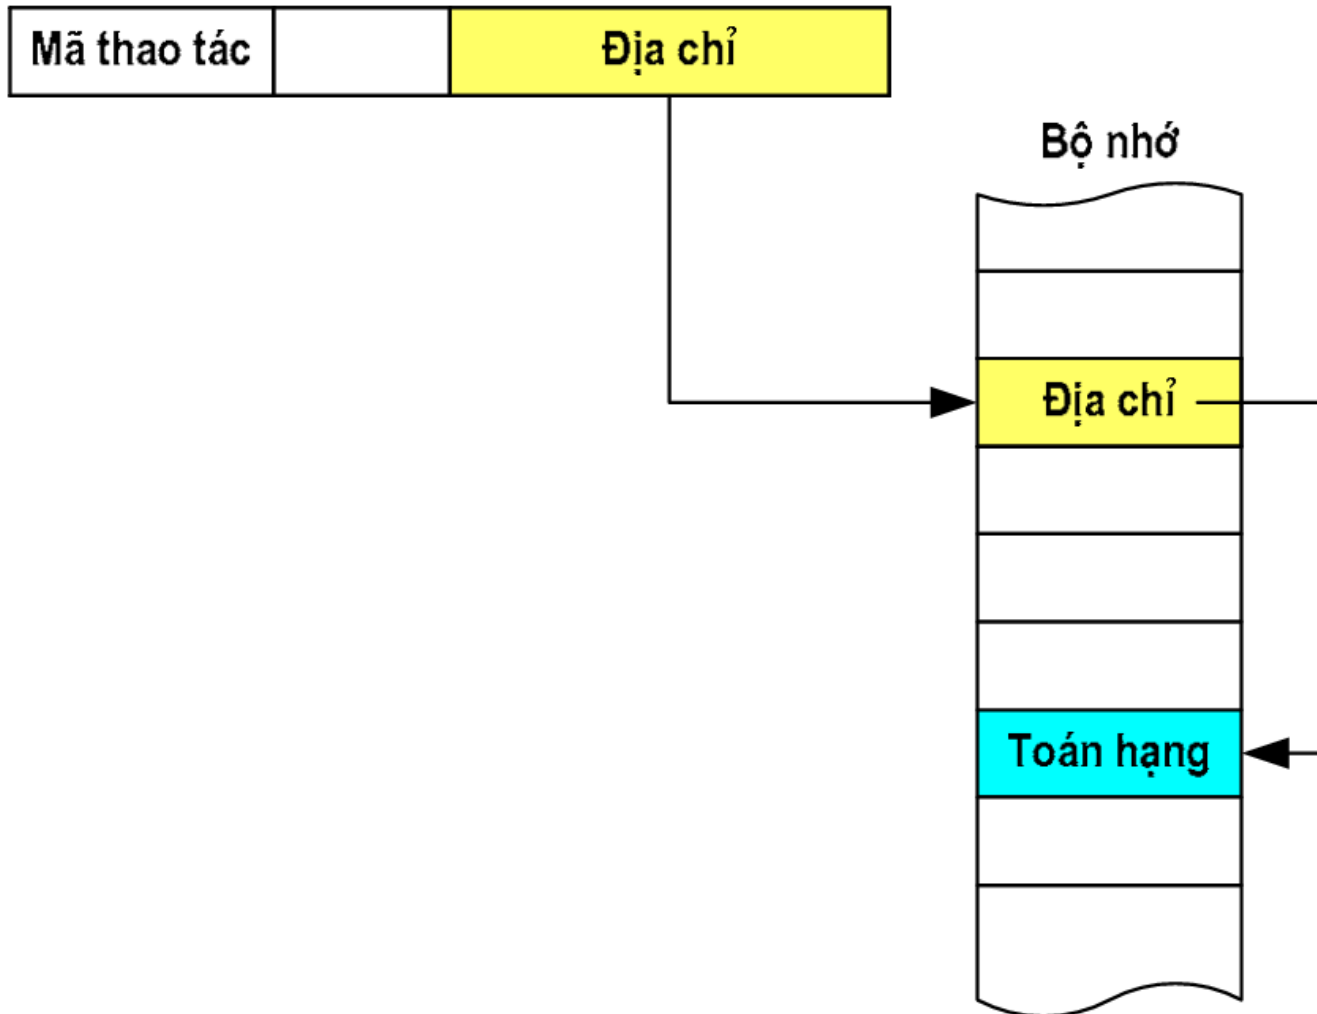 Mã thao tác
Địa chỉ
Bộ nhớ
Địa chỉ
Toán hạng